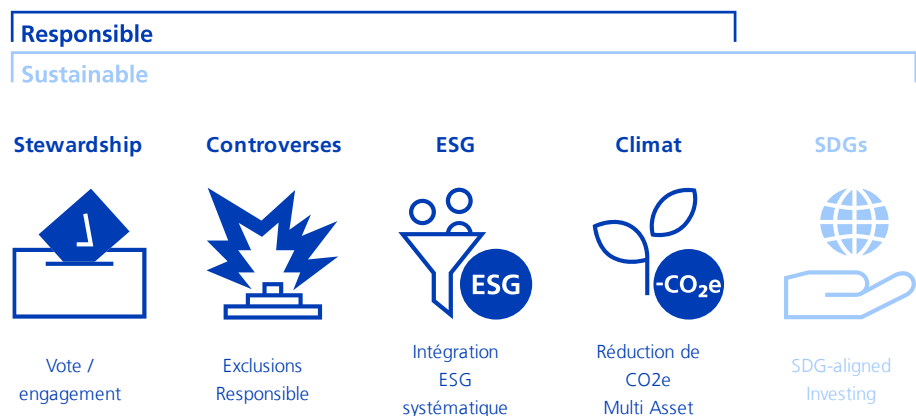 Responsible
Sustainable
Stewardship
Controverses
ESG
Climat
SDGs
ESG
-CO₂e
Vote /
engagement
Exclusions
Responsible
Intégration
ESG
systématique
Réduction de
CO2e
Multi Asset
SDG-aligned
Investing